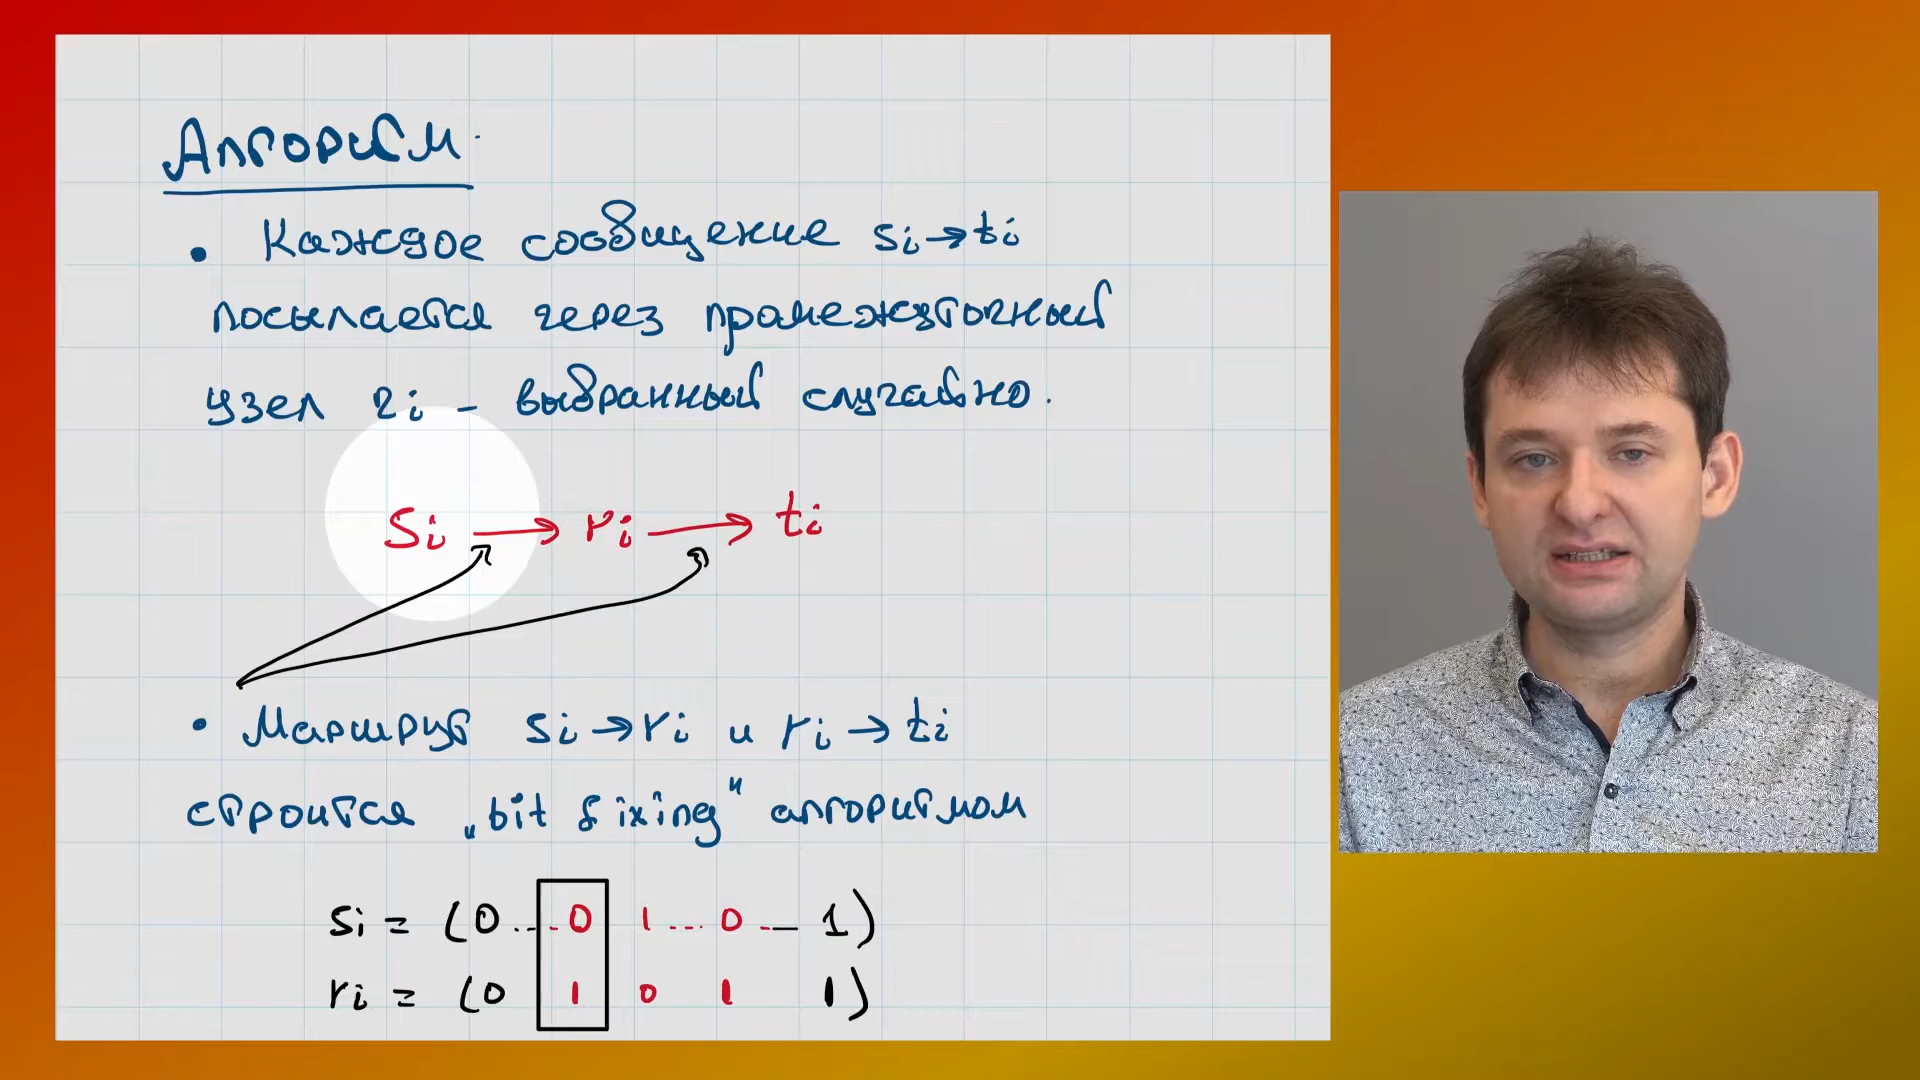 Алгоритм.
• Каждое сообщение si → ti
посылается через промежуточный
узел ri - выбранный случайно.
si → ri → ti
• Маршрут si → ri и ri → ti
строится „bit fixing" алгоритмом
si = (0 ... 0 1 ... 0 ... 1)
ri = (0 1 0 1 1)